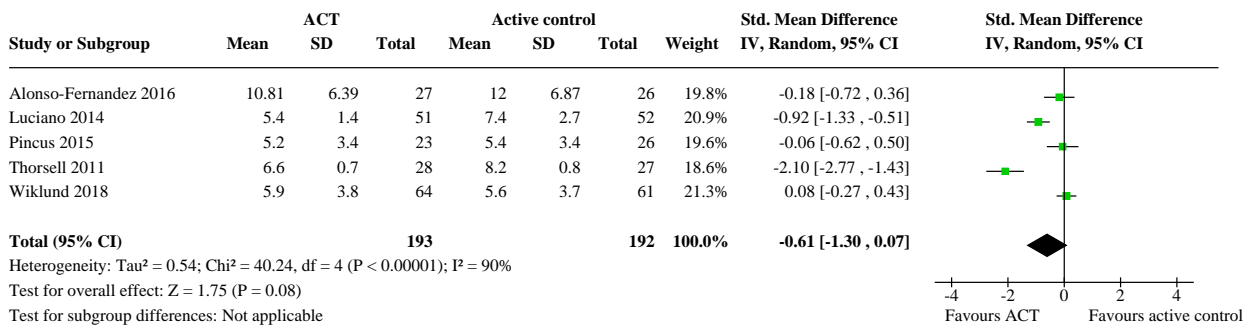 ACT Active control Std. Mean Difference Std. Mean Difference
Study or Subgroup Mean SD Total Mean SD Total Weight IV, Random, 95% CI IV, Random, 95% CI
Alonso-Fernandez 2016 10.81 6.39 27 12 6.87 26 19.8% -0.18 [-0.72 , 0.36]
Luciano 2014 5.4 1.4 51 7.4 2.7 52 20.9% -0.92 [-1.33 , -0.51]
Pincus 2015 5.2 3.4 23 5.4 3.4 26 19.6% -0.06 [-0.62 , 0.50]
Thorsell 2011 6.6 0.7 28 8.2 0.8 27 18.6% -2.10 [-2.77 , -1.43]
Wiklund 2018 5.9 3.8 64 5.6 3.7 61 21.3% 0.08 [-0.27 , 0.43]
Total (95% CI) 193 192 100.0% -0.61 [-1.30 , 0.07]
Heterogeneity: Tau² = 0.54; Chi² = 40.24, df = 4 (P < 0.00001); I² = 90%
Test for overall effect: Z = 1.75 (P = 0.08)
Test for subgroup differences: Not applicable
-4 -2 0 2 4
Favours ACT Favours active control